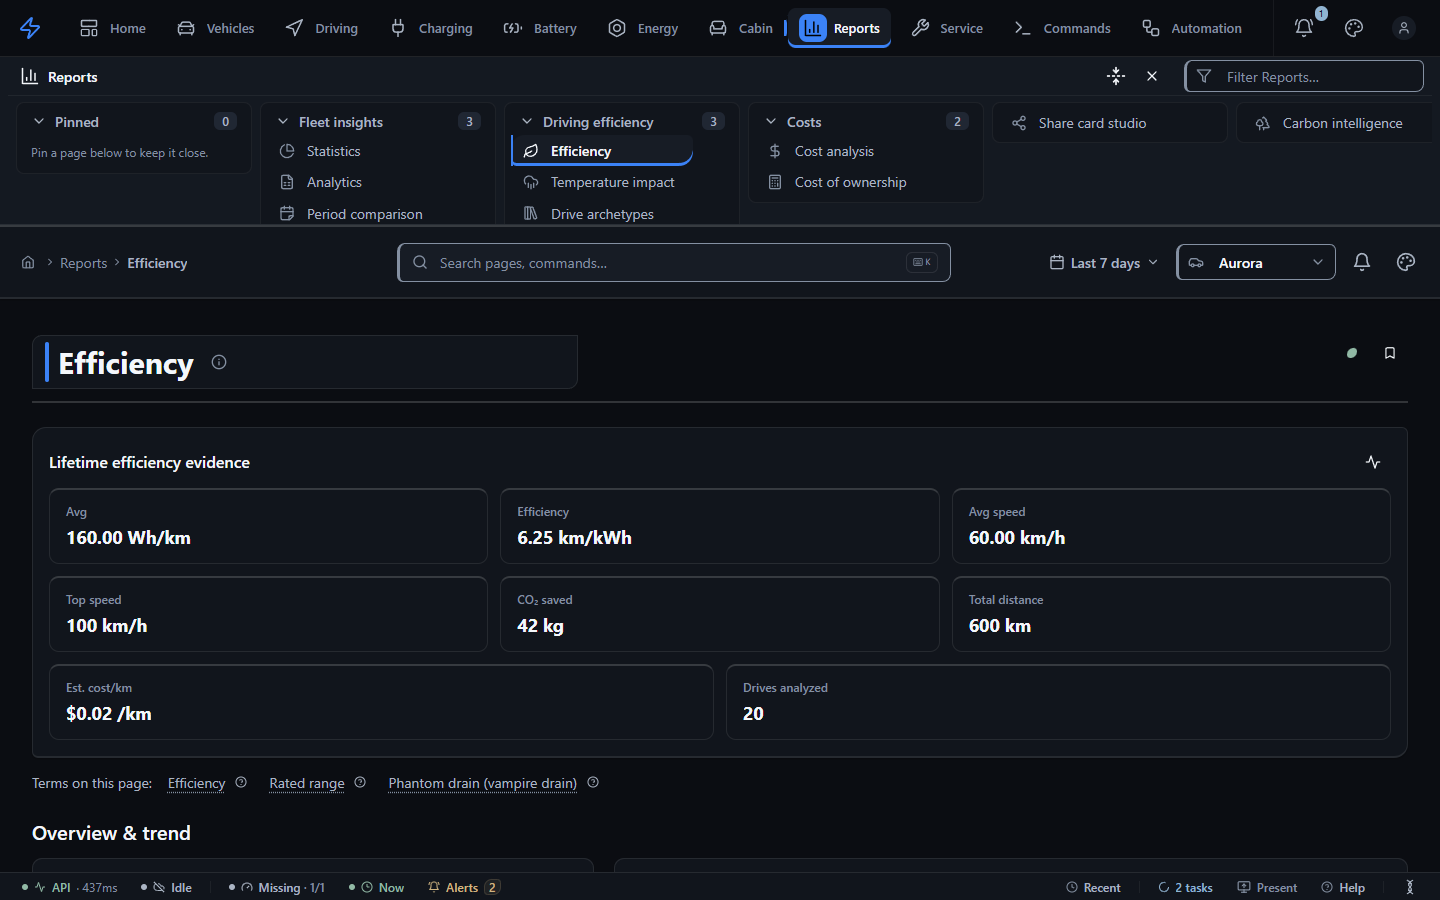 Home Vehicles Driving Charging Battery Energy Cabin Reports Service Commands Automation 1
Reports Filter Reports...
Pinned 0
Pin a page below to keep it close.
Fleet insights 3
Statistics
Analytics
Period comparison
Driving efficiency 3
Efficiency
Temperature impact
Drive archetypes
Costs 2
Cost analysis
Cost of ownership
Share card studio
Carbon intelligence
Reports Efficiency Search pages, commands... K Last 7 days Aurora
Efficiency
Lifetime efficiency evidence
Avg
160.00 Wh/km
Efficiency
6.25 km/kWh
Avg speed
60.00 km/h
Top speed
100 km/h
CO₂ saved
42 kg
Total distance
600 km
Est. cost/km
$0.02 /km
Drives analyzed
20
Terms on this page: Efficiency Rated range Phantom drain (vampire drain)
Overview & trend
API · 437ms Idle Missing · 1/1 Now Alerts 2 Recent 2 tasks Present Help